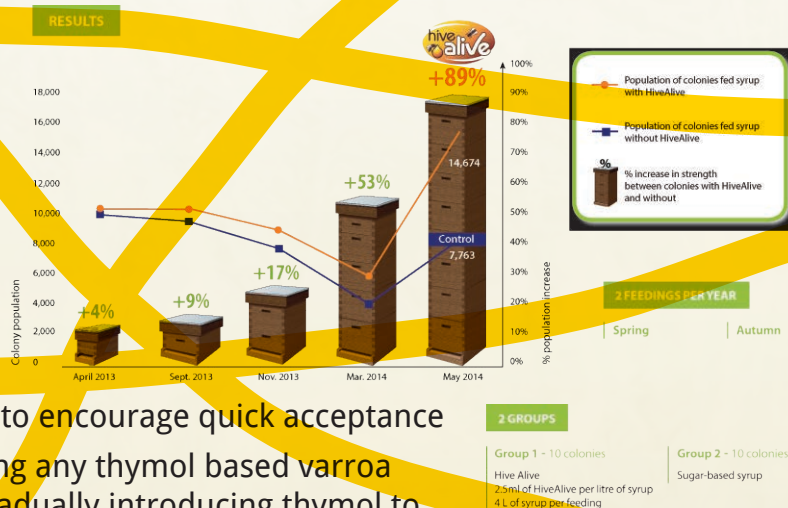 RESULTS
hive
alive
+89%
100%
90%
80%
70%
60%
50%
40%
30%
20%
10%
0%
% population increase
18,000
16,000
14,000
12,000
10,000
8,000
6,000
4,000
2,000
0
Colony population
+4%
+9%
+17%
+53%
14,674
Control
7,763
April 2013
Sept. 2013
Nov. 2013
Mar. 2014
May 2014
Population of colonies fed syrup
with HiveAlive
Population of colonies fed syrup
without HiveAlive
%
% increase in strength
between colonies with HiveAlive
and without
2 FEEDINGS PER YEAR
Spring
Autumn
to encourage quick acceptance
ng any thymol based varroa
adually introducing thymol to
2 GROUPS
Group 1 - 10 colonies
Hive Alive
2.5ml of HiveAlive per litre of syrup
4 L of syrup per feeding
Group 2 - 10 colonies
Sugar-based syrup